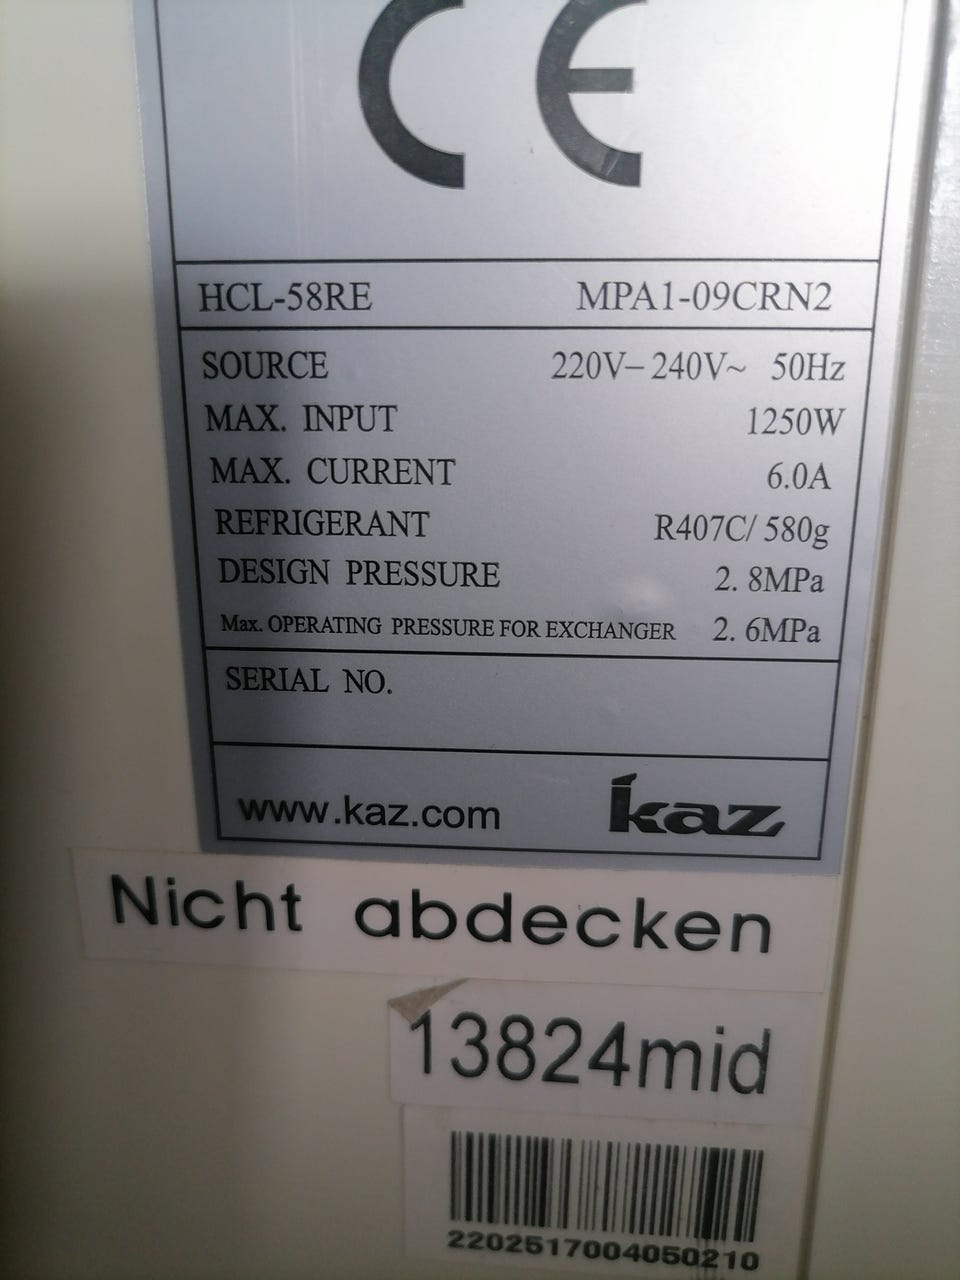 CE
HCL-58RE MPA1-09CRN2
SOURCE 220V–240V~ 50Hz
MAX. INPUT 1250W
MAX. CURRENT 6.0A
REFRIGERANT R407C/ 580g
DESIGN PRESSURE 2. 8MPa
Max. OPERATING PRESSURE FOR EXCHANGER 2. 6MPa
SERIAL NO.
www.kaz.com kaz
Nicht abdecken
13824mid
2202517004050210